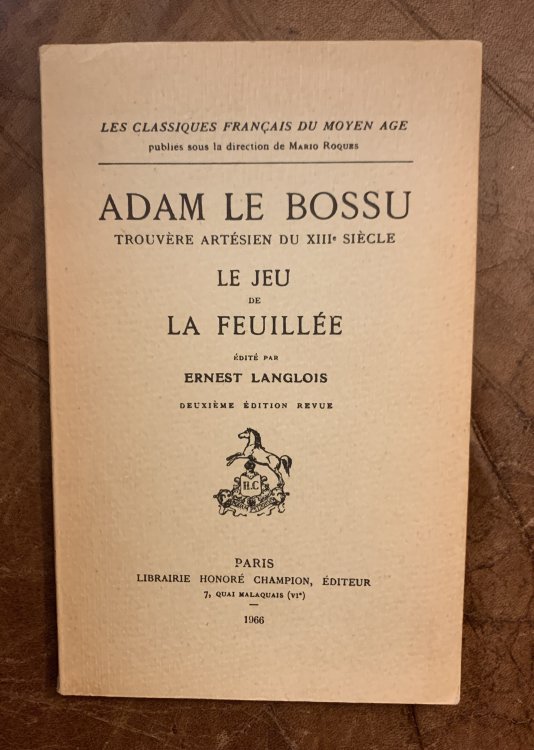 LES CLASSIQUES FRANÇAIS DU MOYEN AGE
publiés sous la direction de MARIO ROQUES
ADAM LE BOSSU
TROUVÈRE ARTÉSIEN DU XIIIe SIÈCLE
LE JEU
DE
LA FEUILLÉE
ÉDITÉ PAR
ERNEST LANGLOIS
DEUXIÈME ÉDITION REVUE
H.C
PARIS
LIBRAIRIE HONORÉ CHAMPION, ÉDITEUR
7, QUAI MALAQUAIS (VIe)
1966